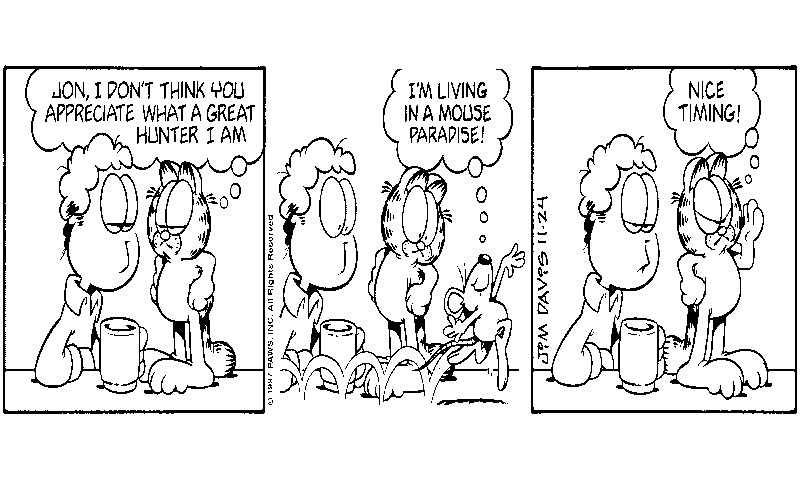 JON, I DON'T THINK YOU
APPRECIATE WHAT A GREAT
HUNTER I AM
© 1987 PAWS, INC. All Rights Reserved
I'M LIVING
IN A MOUSE
PARADISE!
NICE
TIMING!
JIM DAVIS 11-24